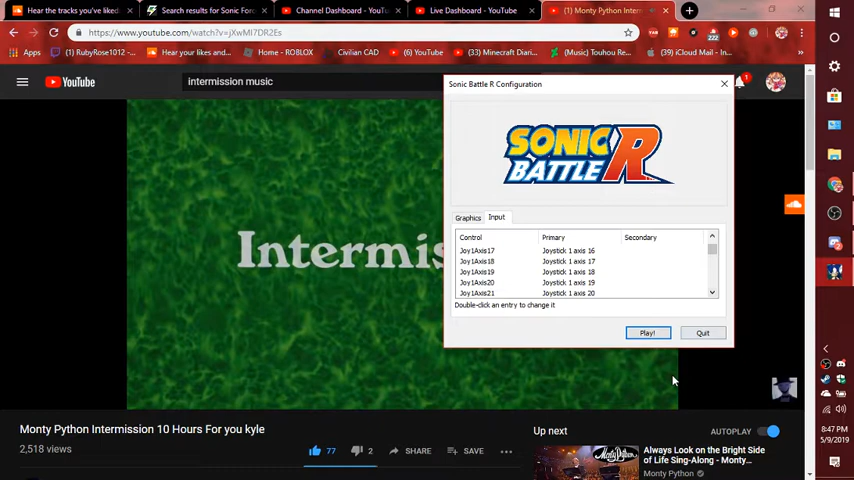 Hear the tracks you've liked
Search results for Sonic For
Channel Dashboard - YouT
Live Dashboard - YouTube
(1) Monty Python Interm
https://www.youtube.com/watch?v=jXwMI7DR2Es
Apps
(1) RubyRose1012 -
Hear your likes and
Home - ROBLOX
Civilian CAD
(6) YouTube
(1) Minecraft Diarie
(Music) Touhou Re
(39) iCloud Mail - In
222
YouTube
intermission music
1
Sonic Battle R Configuration
SONIC
BATTLE
R
Graphics
Input
Control Primary Secondary
Joy1Axis17 Joystick 1 axis 16
Joy1Axis18 Joystick 1 axis 17
Joy1Axis19 Joystick 1 axis 18
Joy1Axis20 Joystick 1 axis 19
Joy1Axis21 Joystick 1 axis 20
Double-click an entry to change it
Play!
Quit
Intermis
Monty Python Intermission 10 Hours For you kyle
2,518 views
77
2
SHARE
SAVE
Up next
AUTOPLAY
Always Look on the Bright Side
of Life Sing-Along - Monty...
Monty Python
8:47 PM
5/9/2019